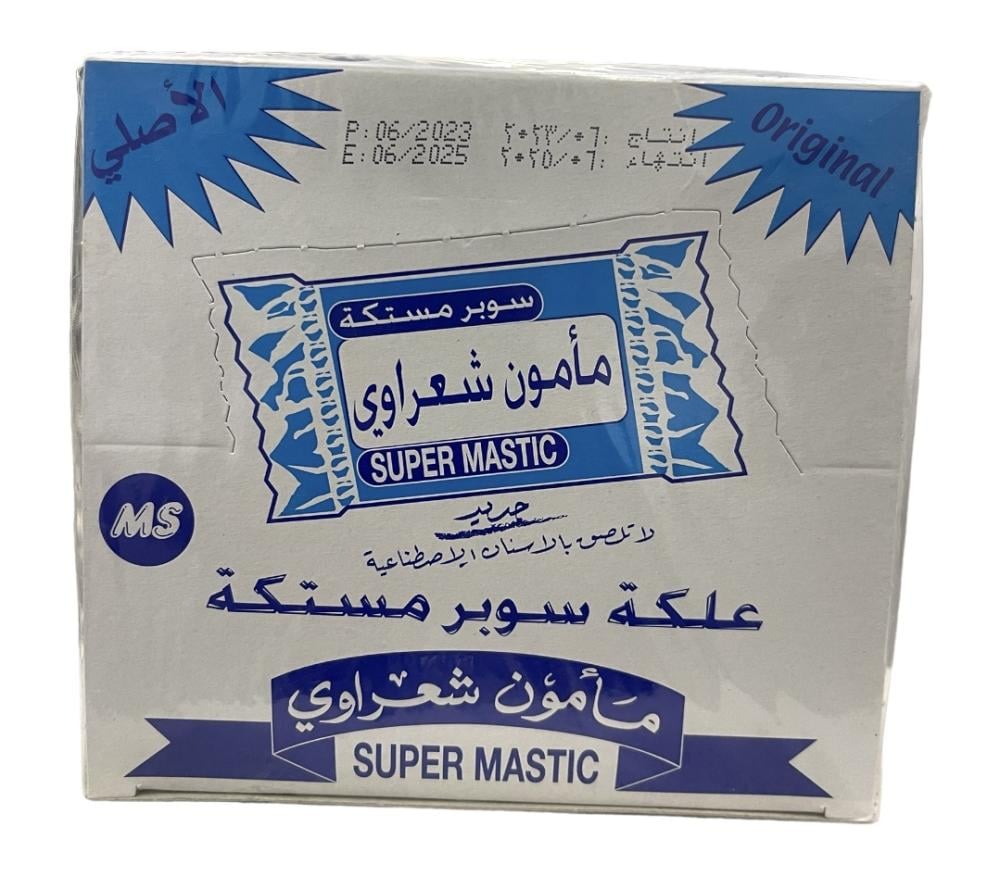 الأصلي
Original
P: 06/2023
E: 06/2025
انتاج :٢٠٢٣/٠٦
انتهاء :٢٠٢٥/٠٦
سوبر مستكة
مأمون شعراوي
SUPER MASTIC
MS
جديد
لا تلصق بالاسنان الاصطناعية
علكة سوبر مستكة
مأمون شعراوي
SUPER MASTIC